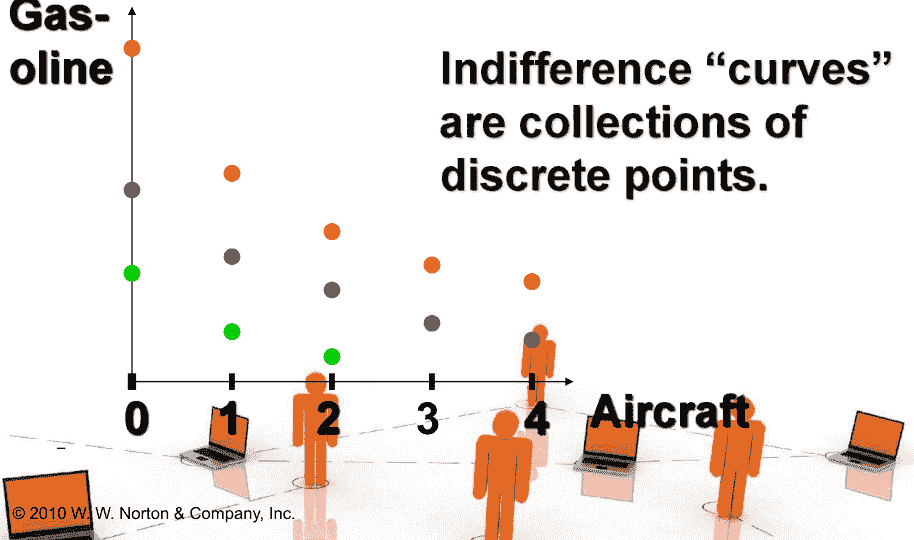 Gas-
oline
Indifference “curves”
are collections of
discrete points.
0 1 2 3 4 Aircraft
© 2010 W. W. Norton & Company, Inc.